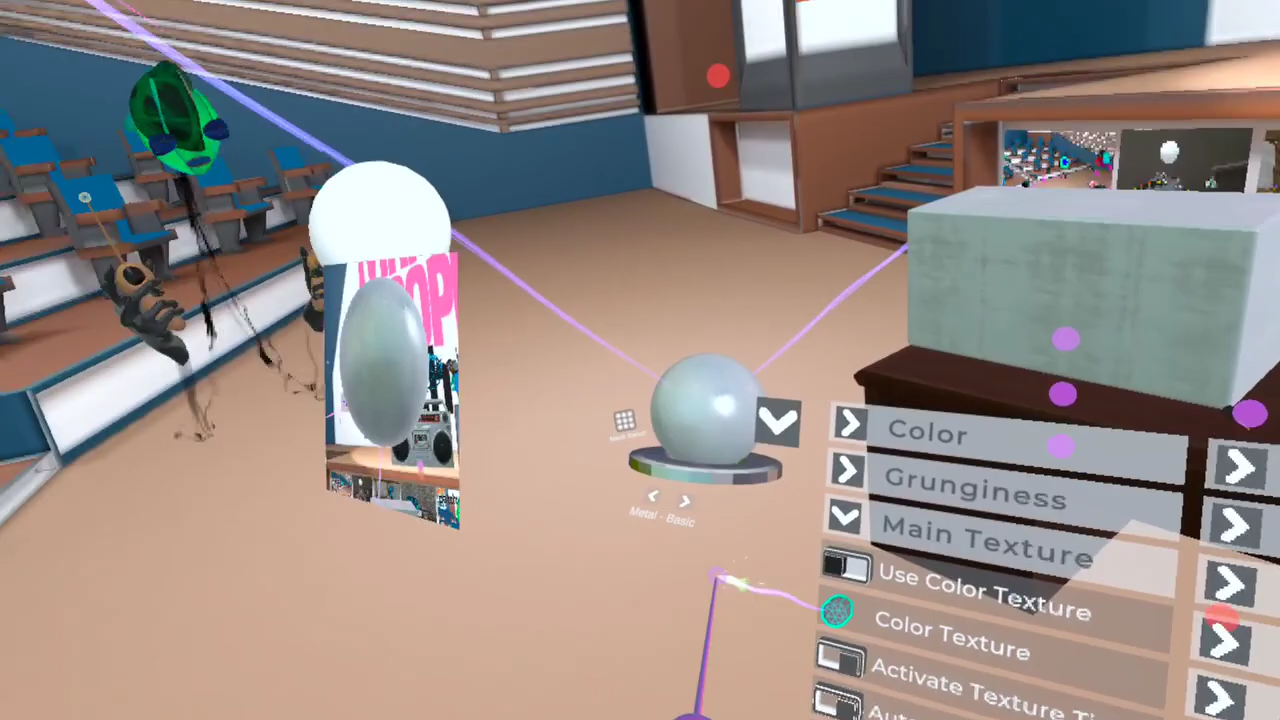 Metal - Basic
Color
Grunginess
Main Texture
Use Color Texture
Color Texture
Activate Texture